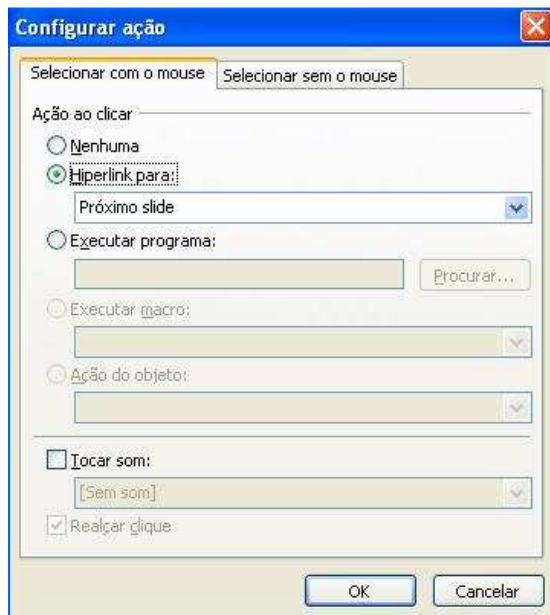 Configurar ação
Selecionar com o mouse Selecionar sem o mouse
Ação ao clicar
Nenhuma
Hiperlink para:
Próximo slide
Executar programa:
Procurar...
Executar macro:
Ação do objeto:
Tocar som:
[Sem som]
Realçar clique
OK Cancelar